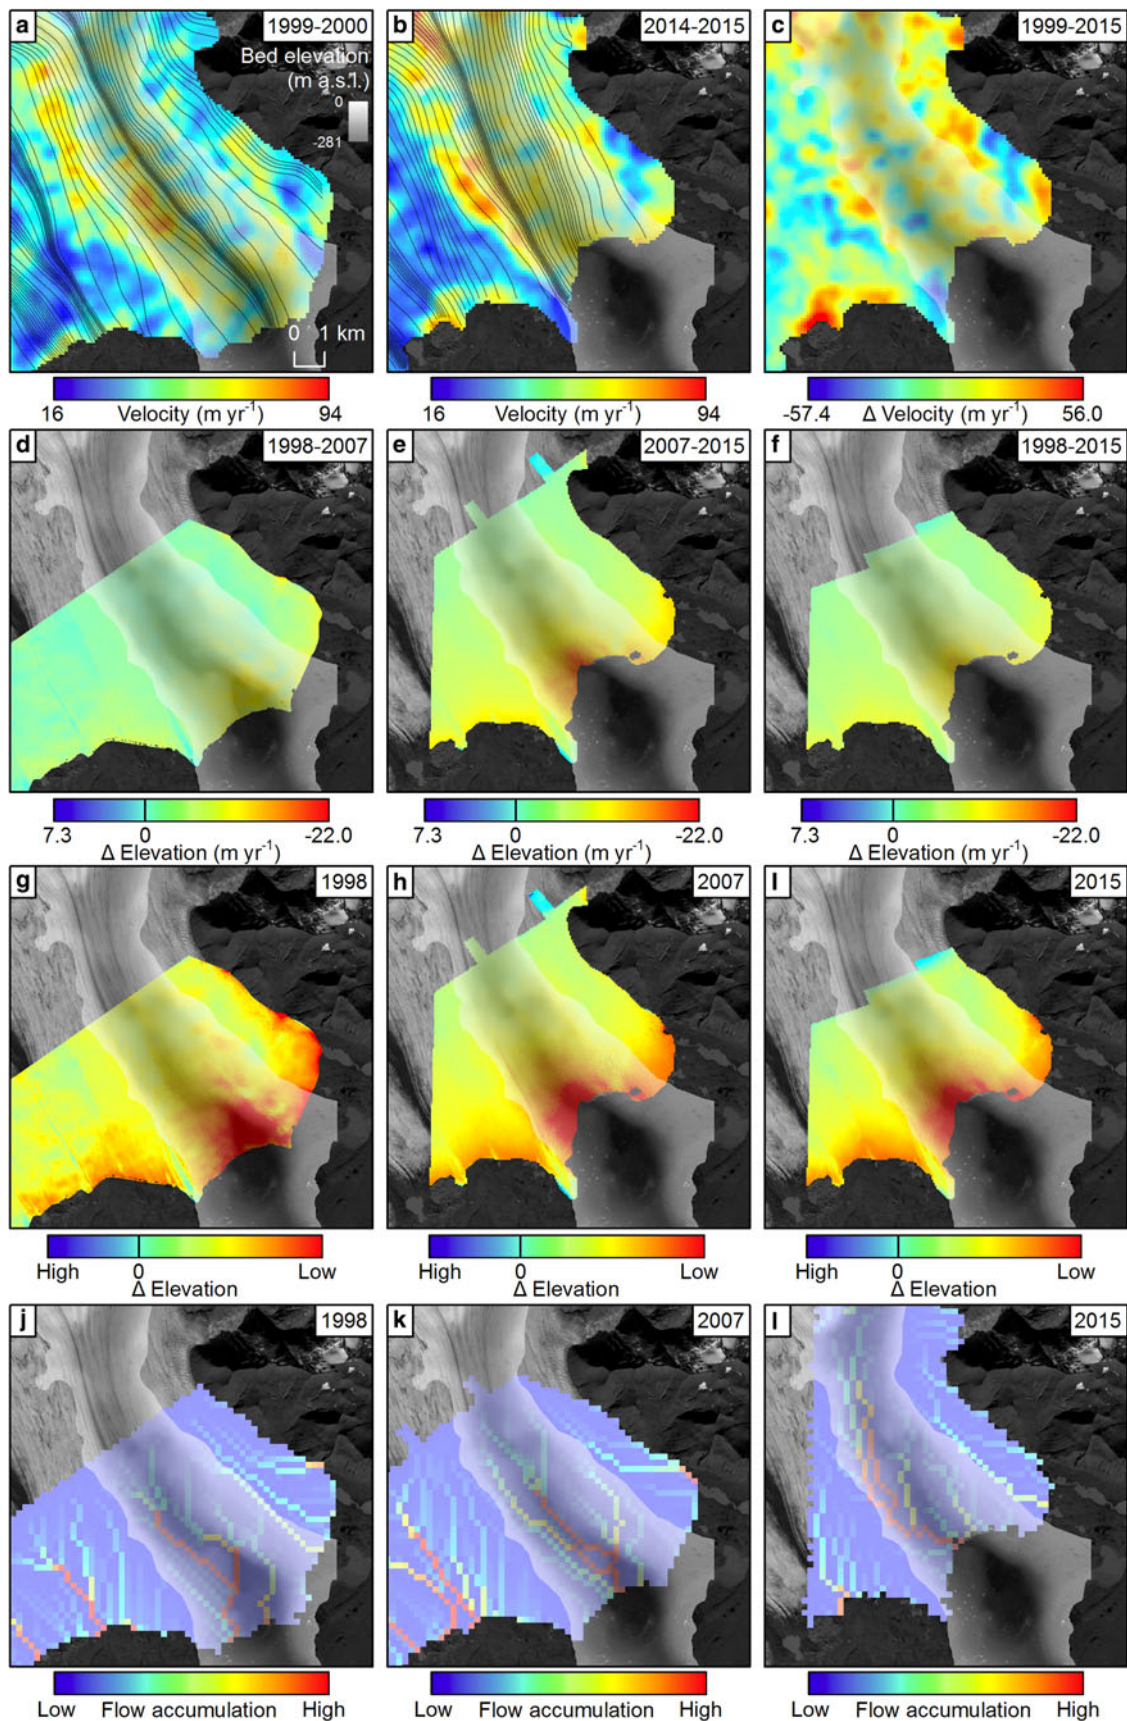 a 1999-2000
Bed elevation
(m a.s.l.)
0
-281
0 1 km
16 Velocity (m yr⁻¹) 94
b 2014-2015
16 Velocity (m yr⁻¹) 94
c 1999-2015
-57.4 Δ Velocity (m yr⁻¹) 56.0
d 1998-2007
7.3 0 -22.0
Δ Elevation (m yr⁻¹)
e 2007-2015
7.3 0 -22.0
Δ Elevation (m yr⁻¹)
f 1998-2015
7.3 0 -22.0
Δ Elevation (m yr⁻¹)
g 1998
High 0 Low
Δ Elevation
h 2007
High 0 Low
Δ Elevation
I 2015
High 0 Low
Δ Elevation
j 1998
Low Flow accumulation High
k 2007
Low Flow accumulation High
l 2015
Low Flow accumulation High